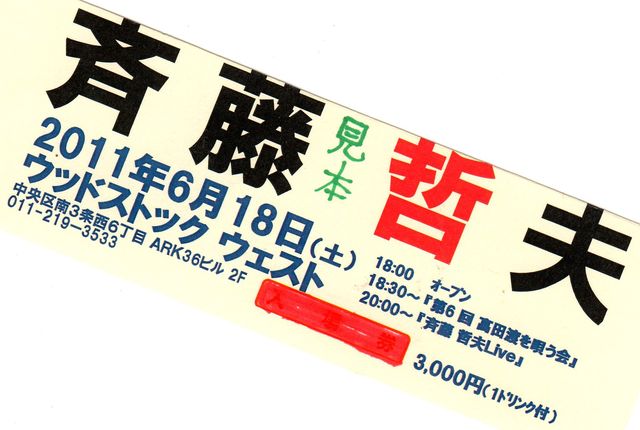 斉藤哲夫
見本
2011年6月18日(土)
ウッドストック ウェスト
中央区南3条西6丁目 ARK36ビル 2F
011-219-3533
18:00 オープン
18:30～『第6回 高田渡を唄う会』
20:00～『斉藤 哲夫Live』
入場券
3,000円(1ドリンク付)